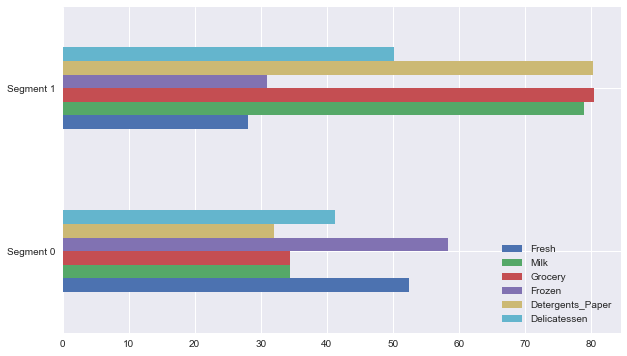 Segment 1
Segment 0
Fresh
Milk
Grocery
Frozen
Detergents_Paper
Delicatessen
0 10 20 30 40 50 60 70 80